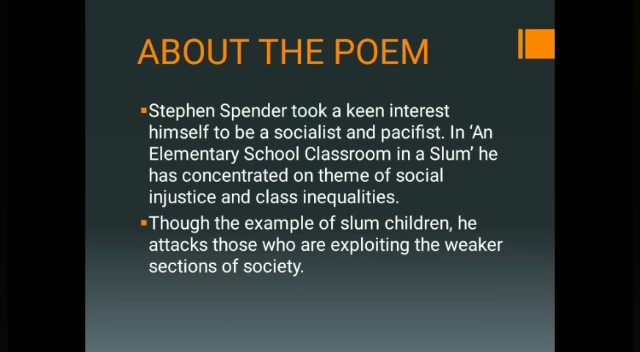 ABOUT THE POEM
▪Stephen Spender took a keen interest
himself to be a socialist and pacifist. In ‘An
Elementary School Classroom in a Slum’ he
has concentrated on theme of social
injustice and class inequalities.
▪Though the example of slum children, he
attacks those who are exploiting the weaker
sections of society.